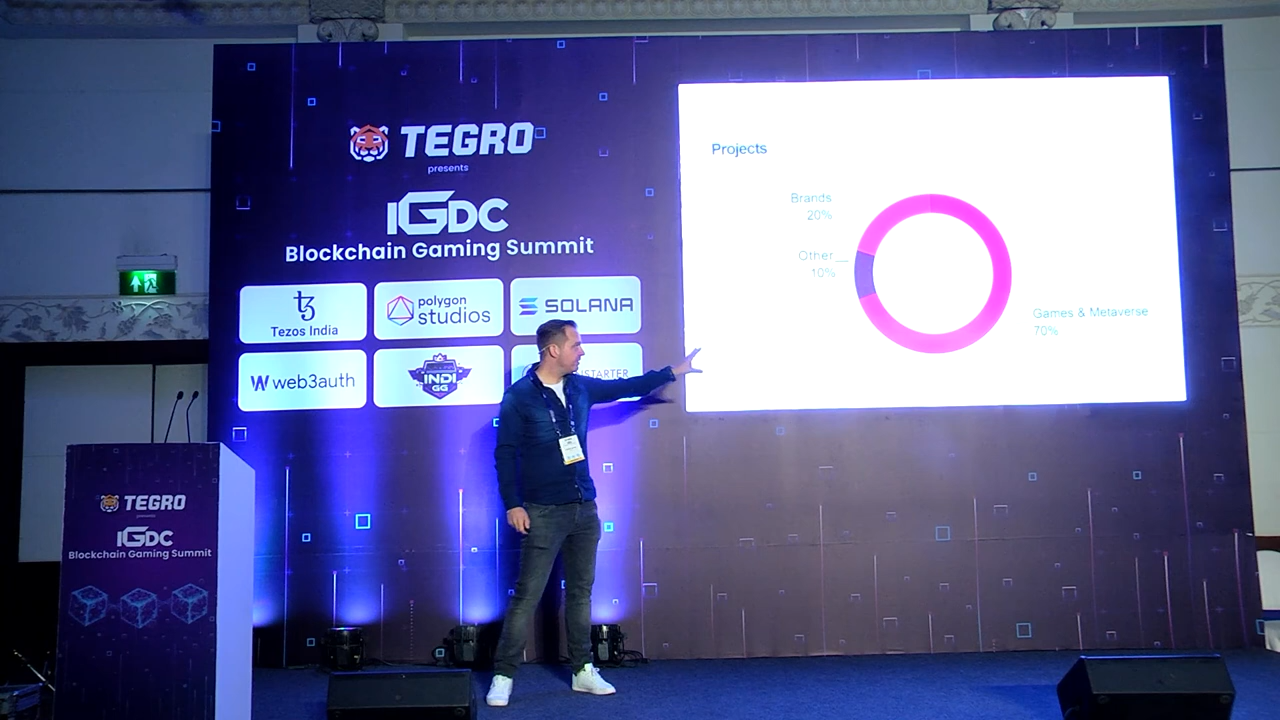 TEGRO
presents
IGDC
Blockchain Gaming Summit
Tezos India
polygon
studios
SOLANA
web3auth
INDI
GG
STARTER
Projects
Brands
20%
Other
10%
Games & Metaverse
70%
TEGRO
presents
IGDC
Blockchain Gaming Summit